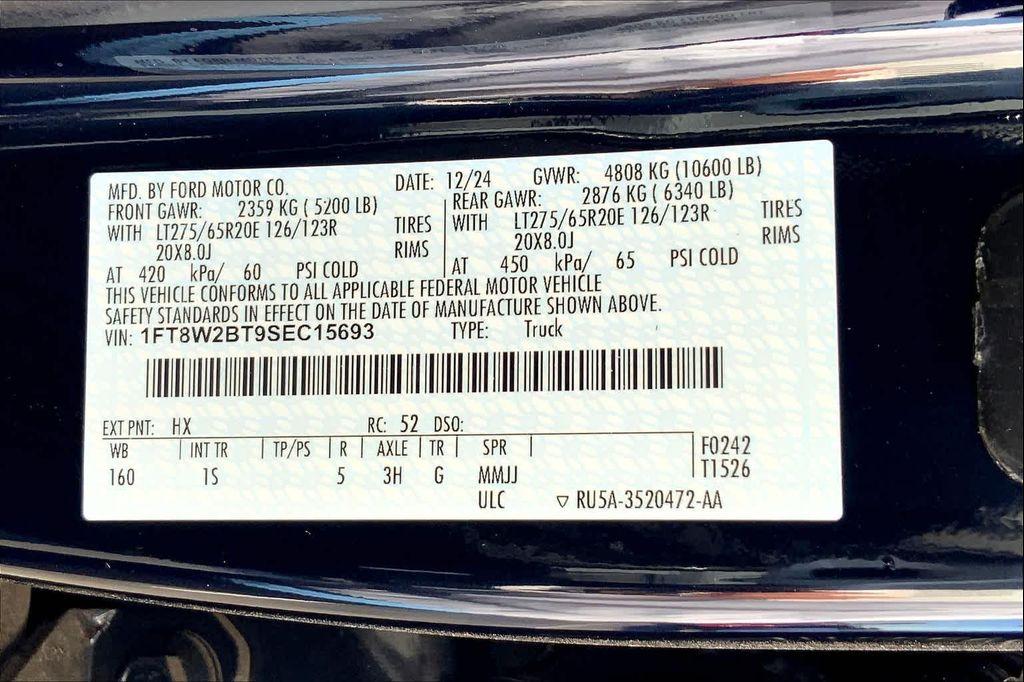 MFD. BY FORD MOTOR CO. DATE: 12/24 GVWR: 4808 KG (10600 LB)
FRONT GAWR: 2359 KG ( 5200 LB) REAR GAWR: 2876 KG ( 6340 LB)
WITH LT275/65R20E 126/123R TIRES WITH LT275/65R20E 126/123R TIRES
20X8.0J RIMS 20X8.0J RIMS
AT 420 kPa/ 60 PSI COLD AT 450 kPa/ 65 PSI COLD
THIS VEHICLE CONFORMS TO ALL APPLICABLE FEDERAL MOTOR VEHICLE
SAFETY STANDARDS IN EFFECT ON THE DATE OF MANUFACTURE SHOWN ABOVE.
VIN: 1FT8W2BT9SEC15693 TYPE: Truck
EXT PNT: HX RC: 52 DSO:
WB | INT TR | TP/PS | R | AXLE | TR | SPR | F0242
160 1S 5 3H G MMJJ T1526
ULC ▽ RU5A-3520472-AA